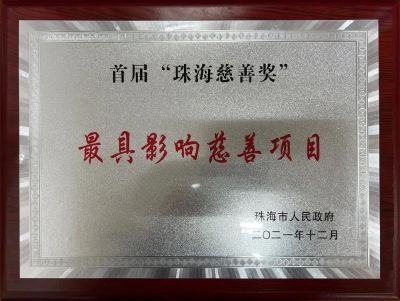 首届“珠海慈善奖”
最具影响慈善项目
珠海市人民政府
二〇二一年十二月